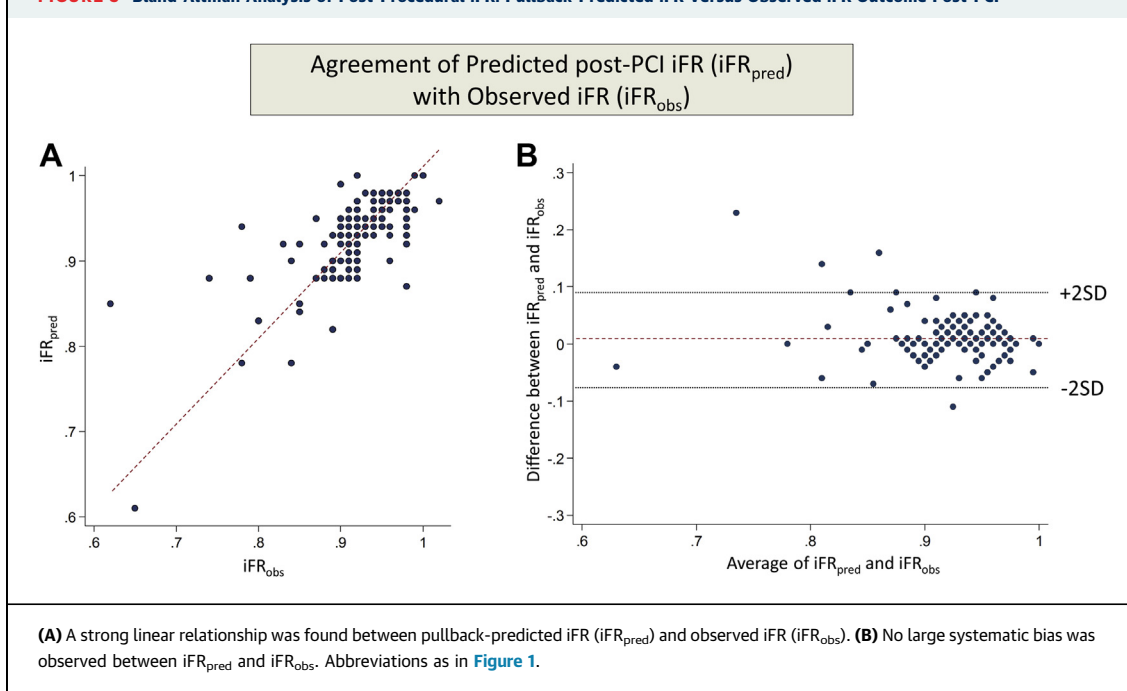 Agreement of Predicted post-PCI iFR (iFRpred)
with Observed iFR (iFRobs)
A
B
1
.9
.8
.7
.6
iFRpred
.6 .7 .8 .9 1
iFRobs
.3
.2
.1
0
-.1
-.2
-.3
Difference between iFRpred and iFRobs
+2SD
-2SD
.6 .7 .8 .9 1
Average of iFRpred and iFRobs
(A) A strong linear relationship was found between pullback-predicted iFR (iFRpred) and observed iFR (iFRobs). (B) No large systematic bias was
observed between iFRpred and iFRobs. Abbreviations as in Figure 1.